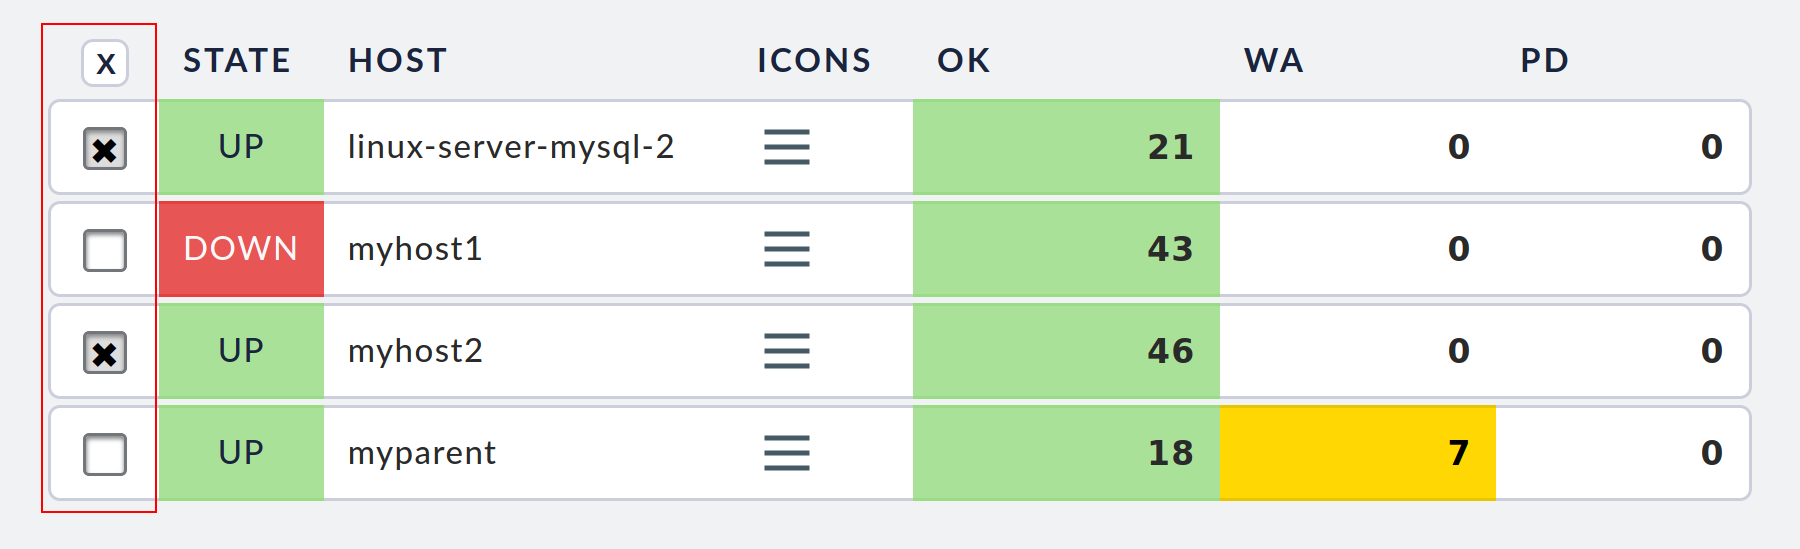 X STATE HOST ICONS OK WA PD
UP linux-server-mysql-2 21 0 0
DOWN myhost1 43 0 0
UP myhost2 46 0 0
UP myparent 18 7 0